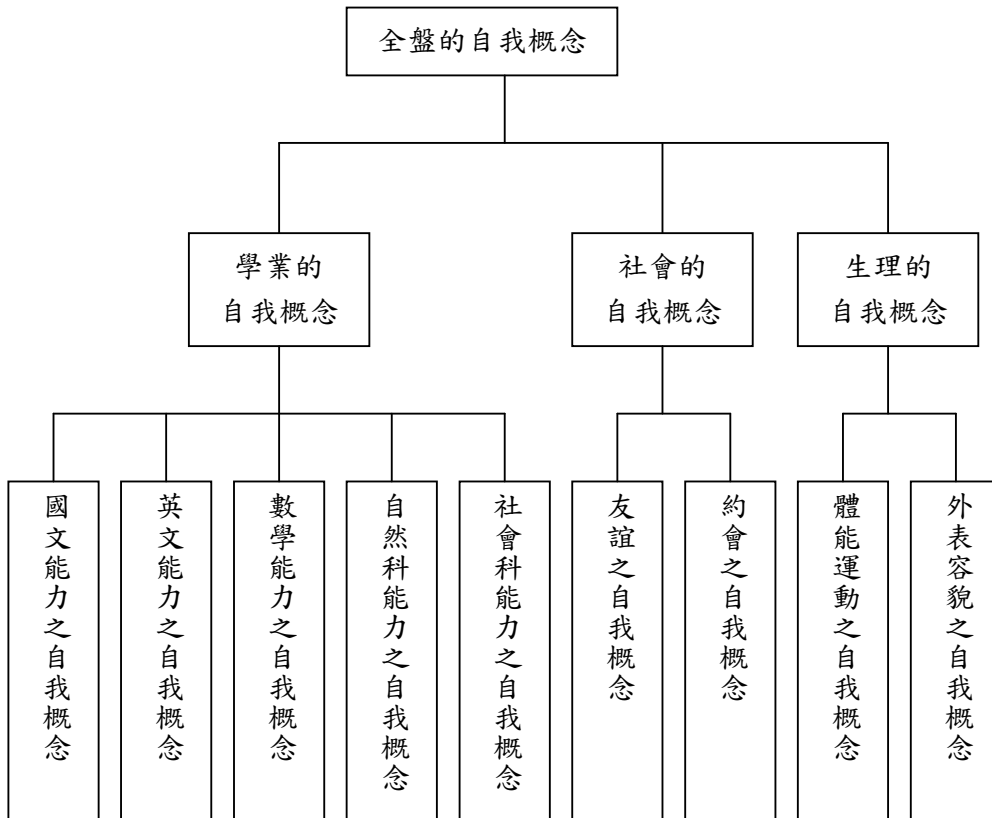 全盤的自我概念
學業的
自我概念
社會的
自我概念
生理的
自我概念
國文能力之自我概念
英文能力之自我概念
數學能力之自我概念
自然科能力之自我概念
社會科能力之自我概念
友誼之自我概念
約會之自我概念
體能運動之自我概念
外表容貌之自我概念